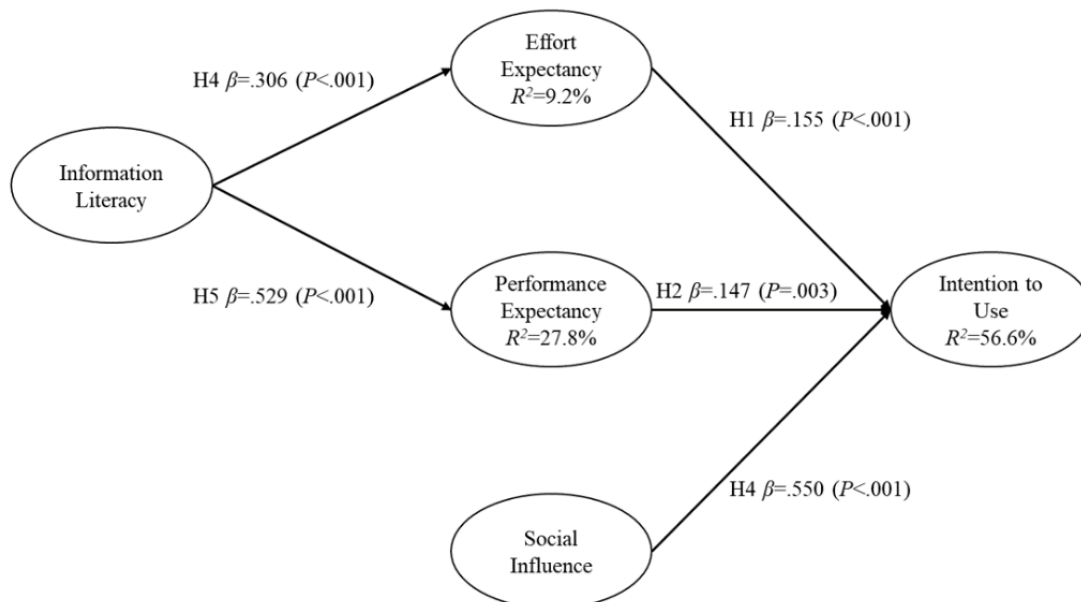 Effort
Expectancy
R²=9.2%
H4 β=.306 (P<.001)
H1 β=.155 (P<.001)
Information
Literacy
H5 β=.529 (P<.001)
Performance
Expectancy
R²=27.8%
H2 β=.147 (P=.003)
Intention to
Use
R²=56.6%
H4 β=.550 (P<.001)
Social
Influence